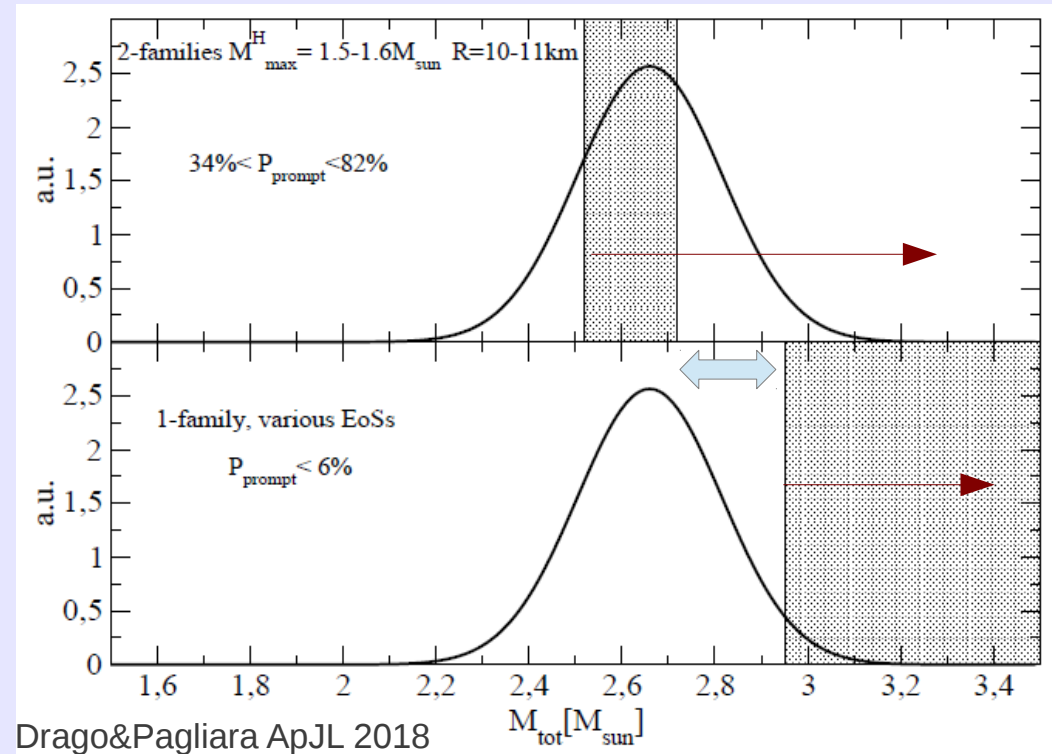 2-families M^H_max = 1.5-1.6M_sun R=10-11km
34%< P_prompt <82%
a.u.
2,5
2
1,5
1
0,5
0
1-family, various EoSs
P_prompt < 6%
a.u.
2,5
2
1,5
1
0,5
0
1,6 1,8 2 2,2 2,4 2,6 2,8 3 3,2 3,4
M_tot[M_sun]
Drago&Pagliara ApJL 2018